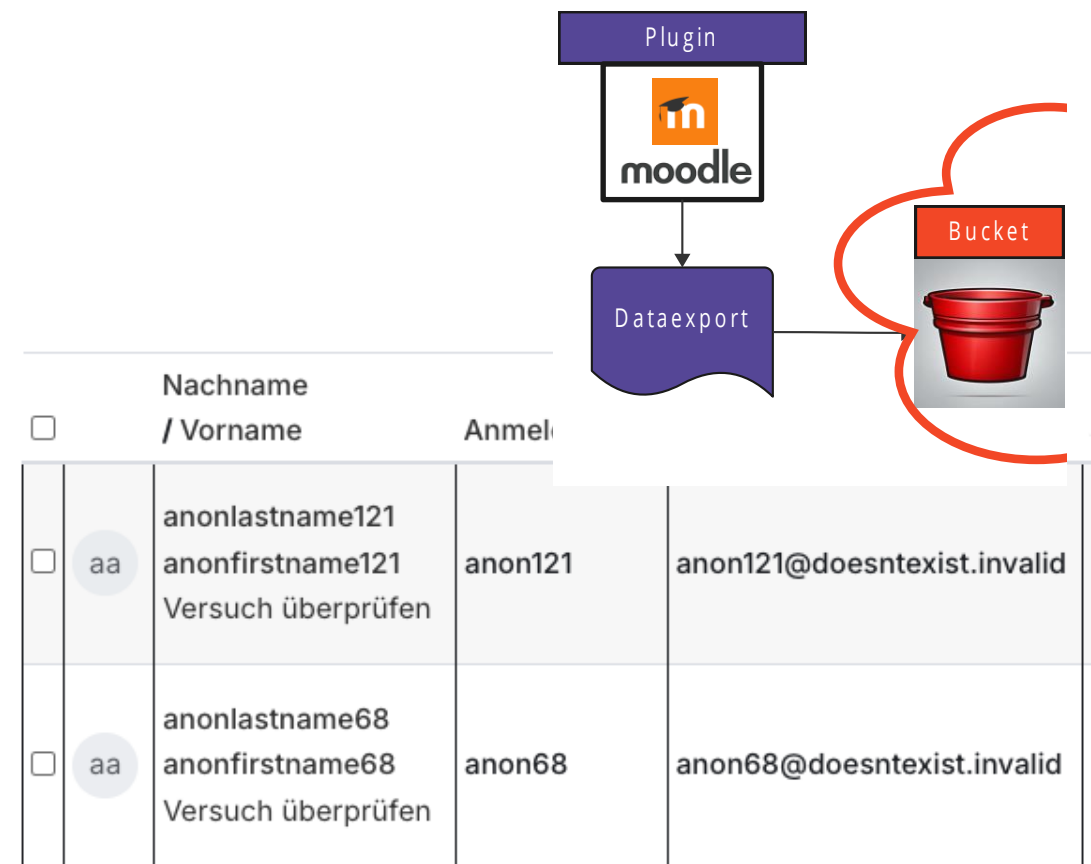 Plugin
moodle
Bucket
Dataexport
Nachname
/ Vorname
anonlastname121
anonfirstname121
Versuch überprüfen
anon121
anon121@doesntexist.invalid
aa
anonlastname68
anonfirstname68
Versuch überprüfen
anon68
anon68@doesntexist.invalid
aa